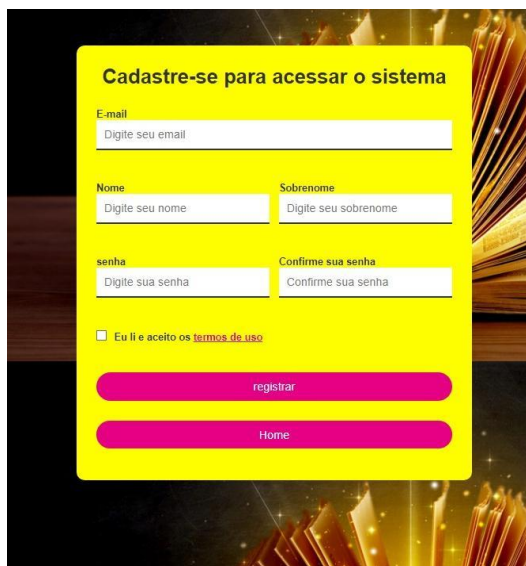 Cadastre-se para acessar o sistema
E-mail
Digite seu email
Nome Sobrenome
Digite seu nome Digite seu sobrenome
senha Confirme sua senha
Digite sua senha Confirme sua senha
Eu li e aceito os termos de uso
registrar
Home